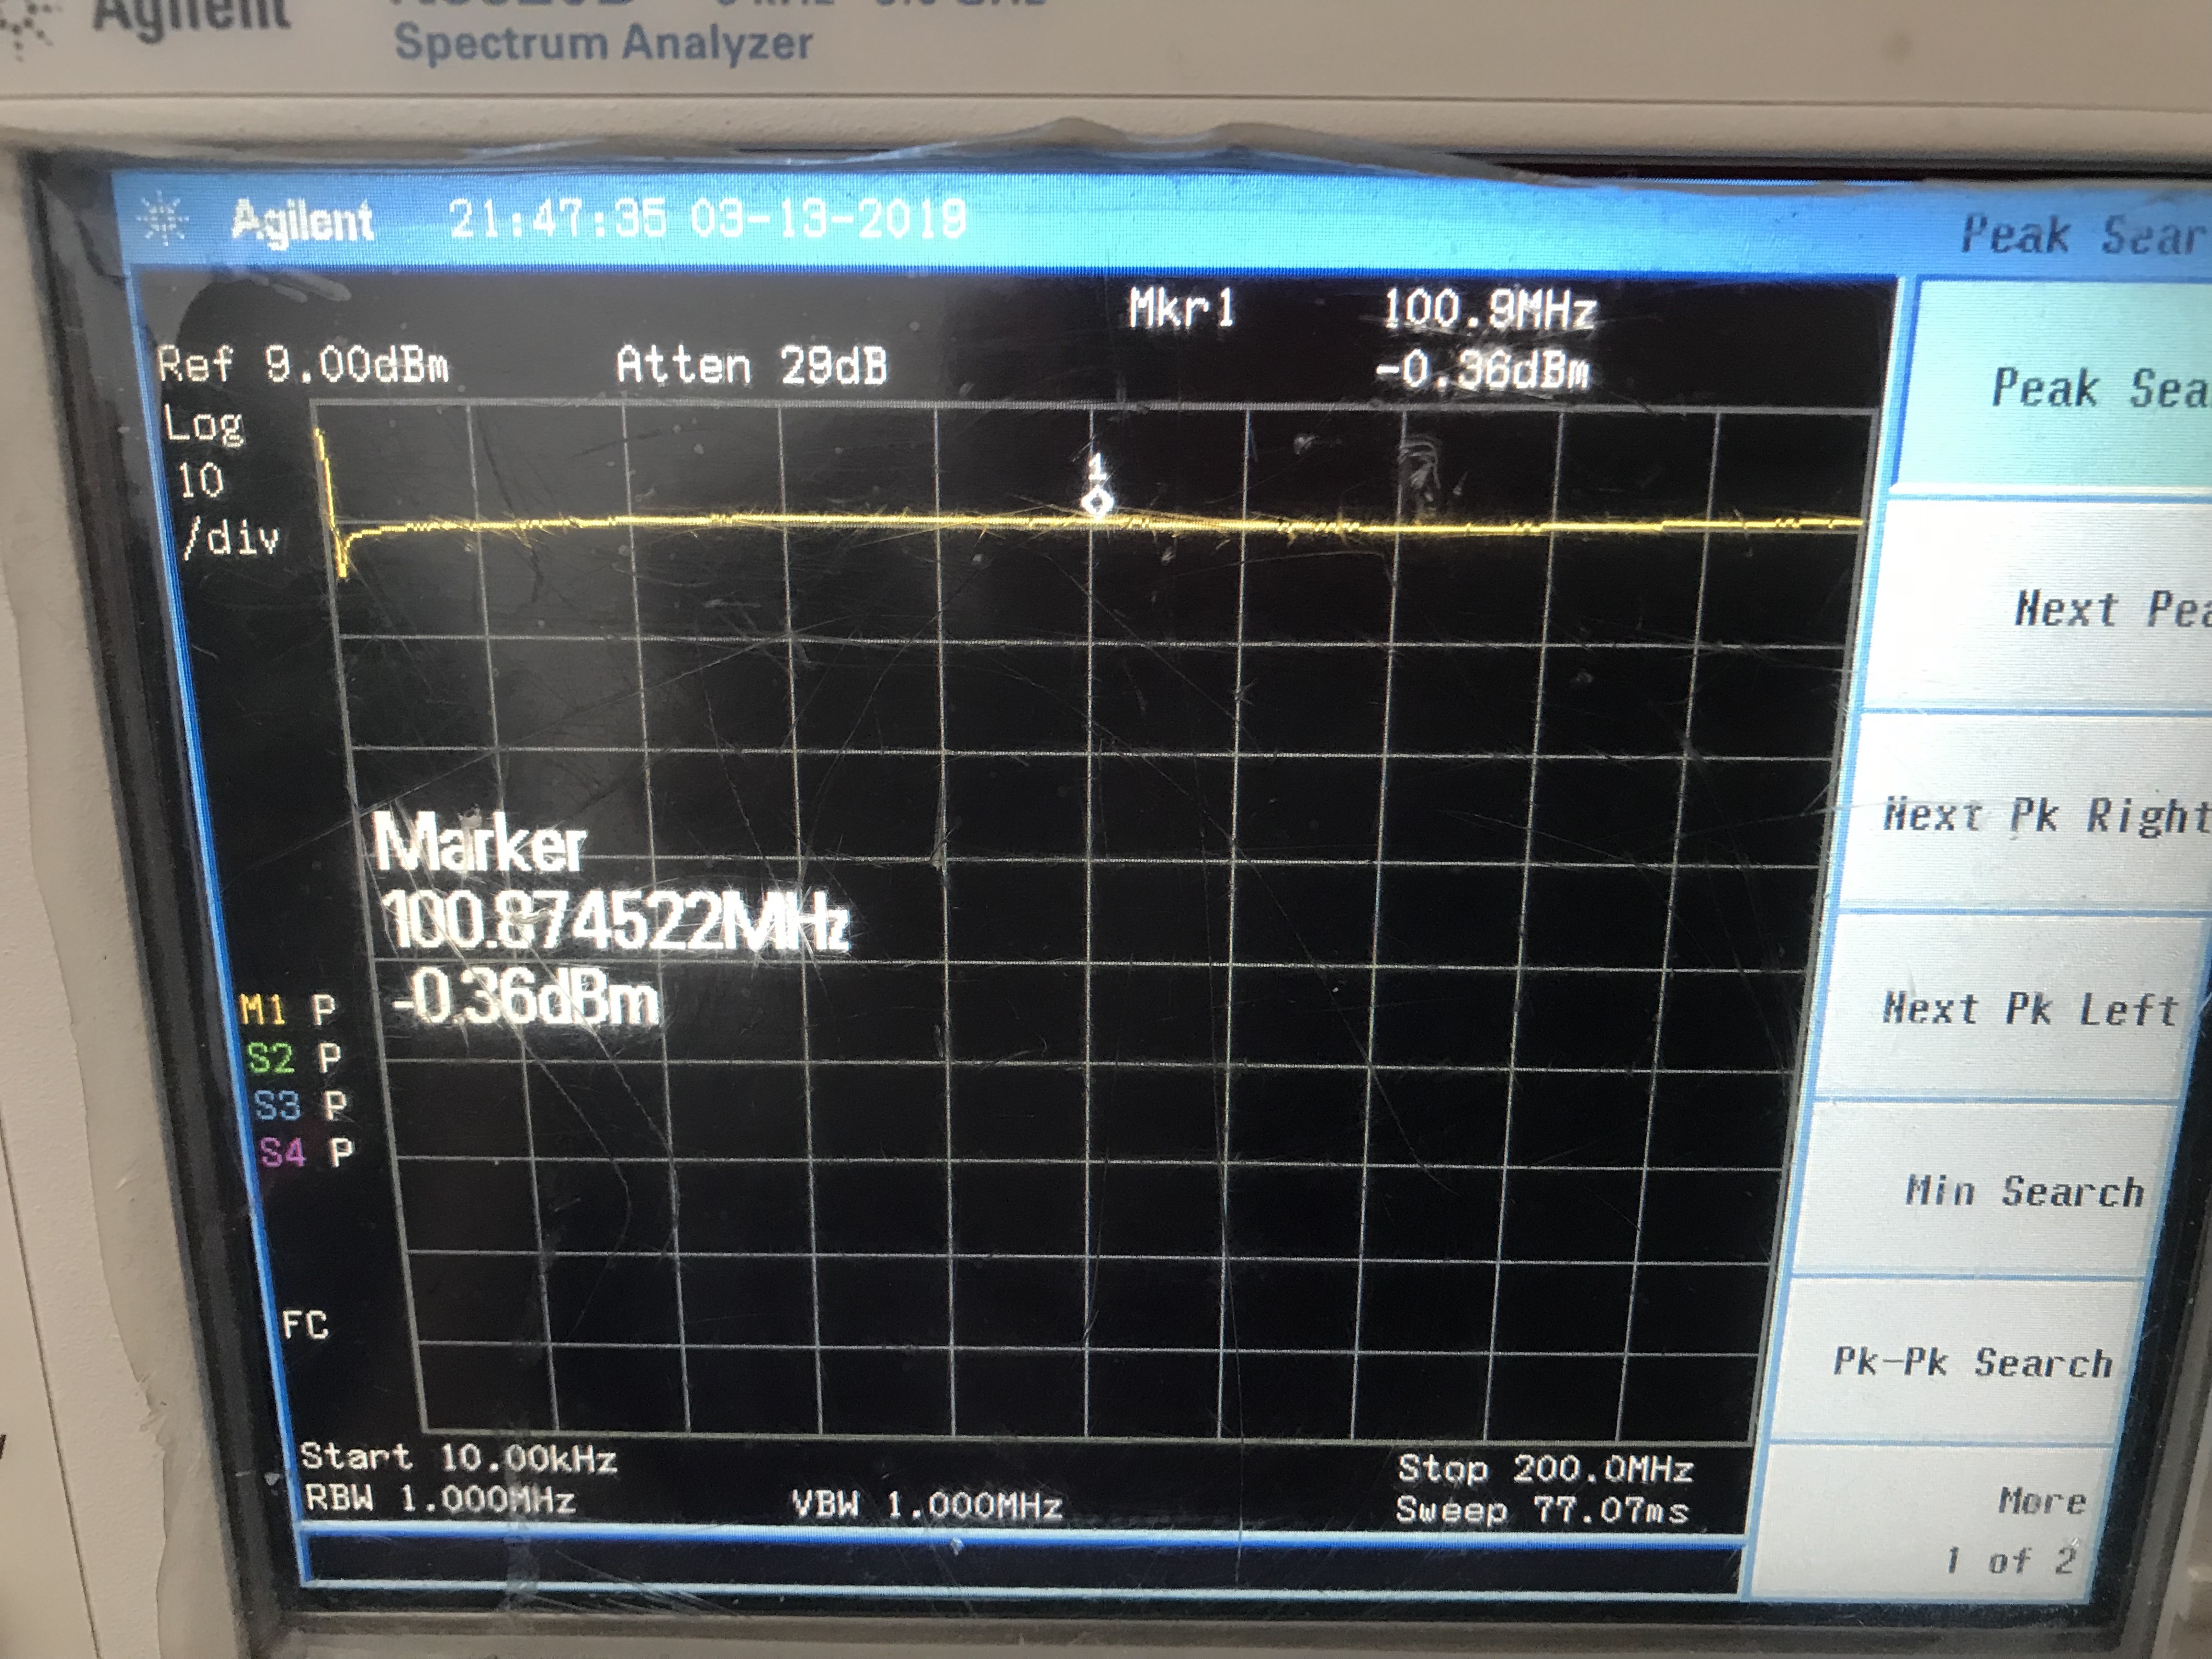 Agilent
Spectrum Analyzer
Agilent 21:47:35 03-13-2019
Peak Sear
Mkr1 100.9MHz
Ref 9.00dBm Atten 29dB -0.36dBm
Log
10
/div
1
Peak Sea
Next Pea
Next Pk Right
Next Pk Left
Min Search
Pk-Pk Search
More
1 of 2
Marker
100.874522MHz
-0.36dBm
M1 P
S2 P
S3 P
S4 P
FC
Start 10.00kHz Stop 200.0MHz
RBW 1.000MHz VBW 1.000MHz Sweep 77.07ms